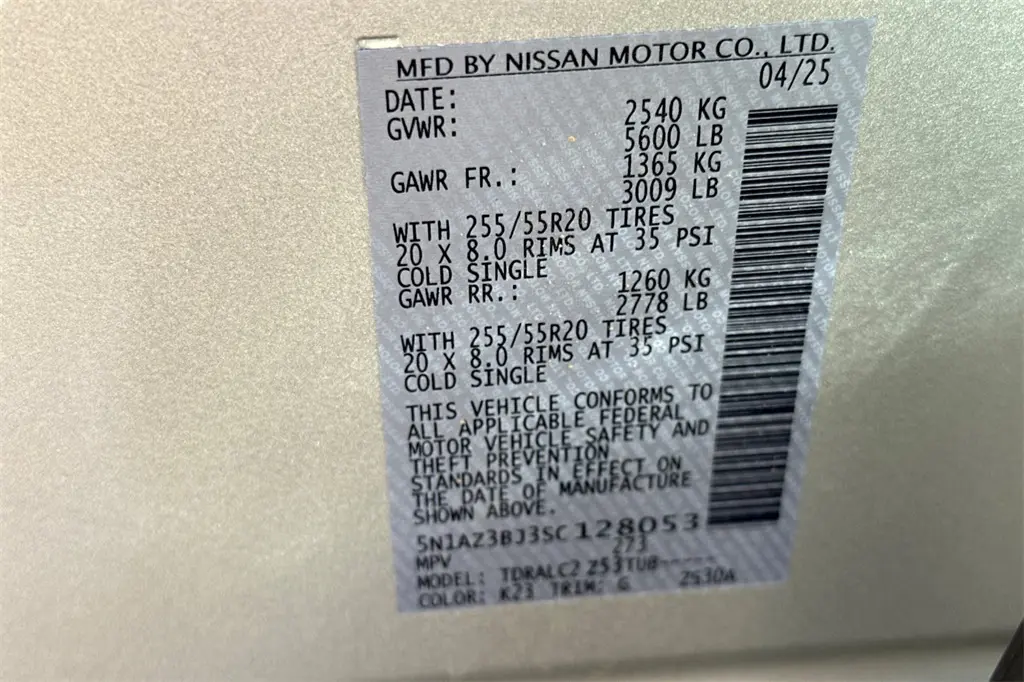 MFD BY NISSAN MOTOR CO., LTD.
DATE: 04/25
GVWR: 2540 KG
5600 LB
GAWR FR.: 1365 KG
3009 LB
WITH 255/55R20 TIRES
20 X 8.0 RIMS AT 35 PSI
COLD SINGLE
GAWR RR.: 1260 KG
2778 LB
WITH 255/55R20 TIRES
20 X 8.0 RIMS AT 35 PSI
COLD SINGLE
THIS VEHICLE CONFORMS TO
ALL APPLICABLE FEDERAL
MOTOR VEHICLE SAFETY AND
THEFT PREVENTION
STANDARDS IN EFFECT ON
THE DATE OF MANUFACTURE
SHOWN ABOVE.
5N1AZ3BJ3SC128053
MPV 273
MODEL: TDRALC2 Z53TU8-----
COLOR: K23 TRIM: G